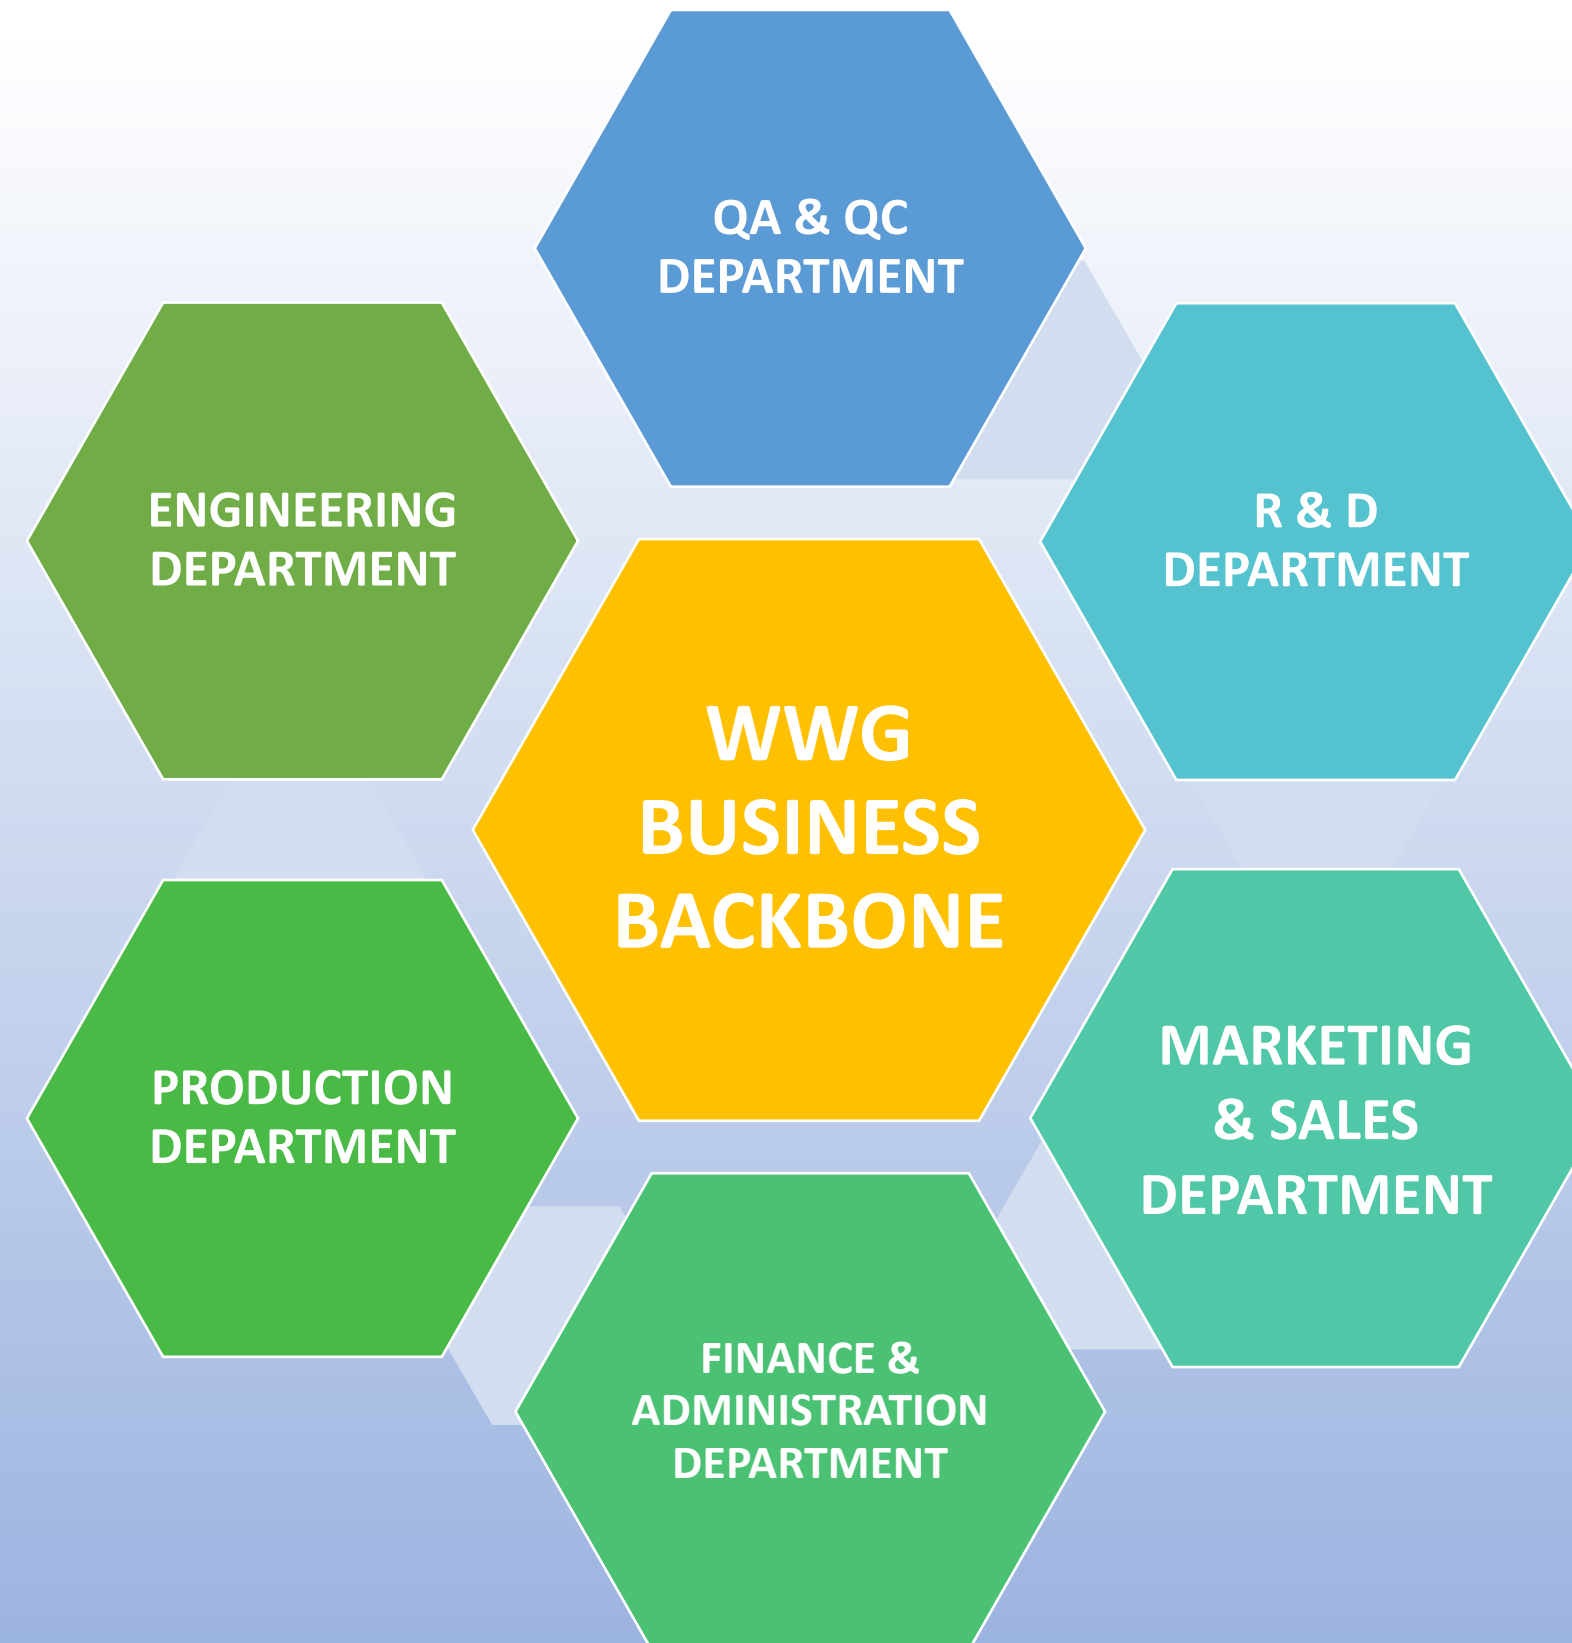 QA & QC
DEPARTMENT
ENGINEERING
DEPARTMENT
R & D
DEPARTMENT
WWG
BUSINESS
BACKBONE
PRODUCTION
DEPARTMENT
MARKETING
& SALES
DEPARTMENT
FINANCE &
ADMINISTRATION
DEPARTMENT